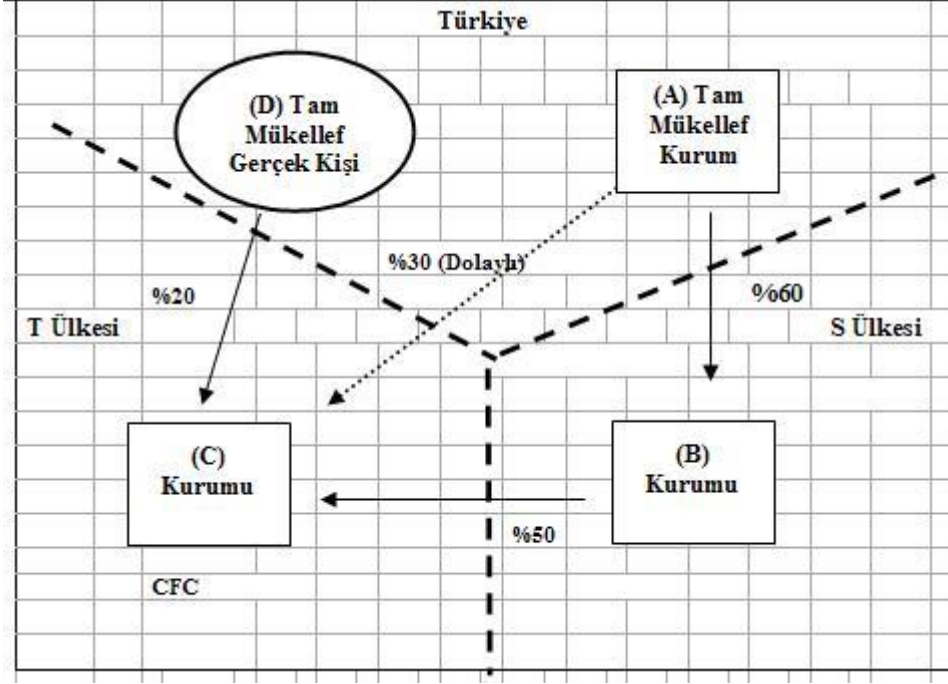 Türkiye
(D) Tam
Mükellef
Gerçek Kişi
(A) Tam
Mükellef
Kurum
%30 (Dolaylı)
%20
%60
T Ülkesi
S Ülkesi
(C)
Kurumu
(B)
Kurumu
%50
CFC